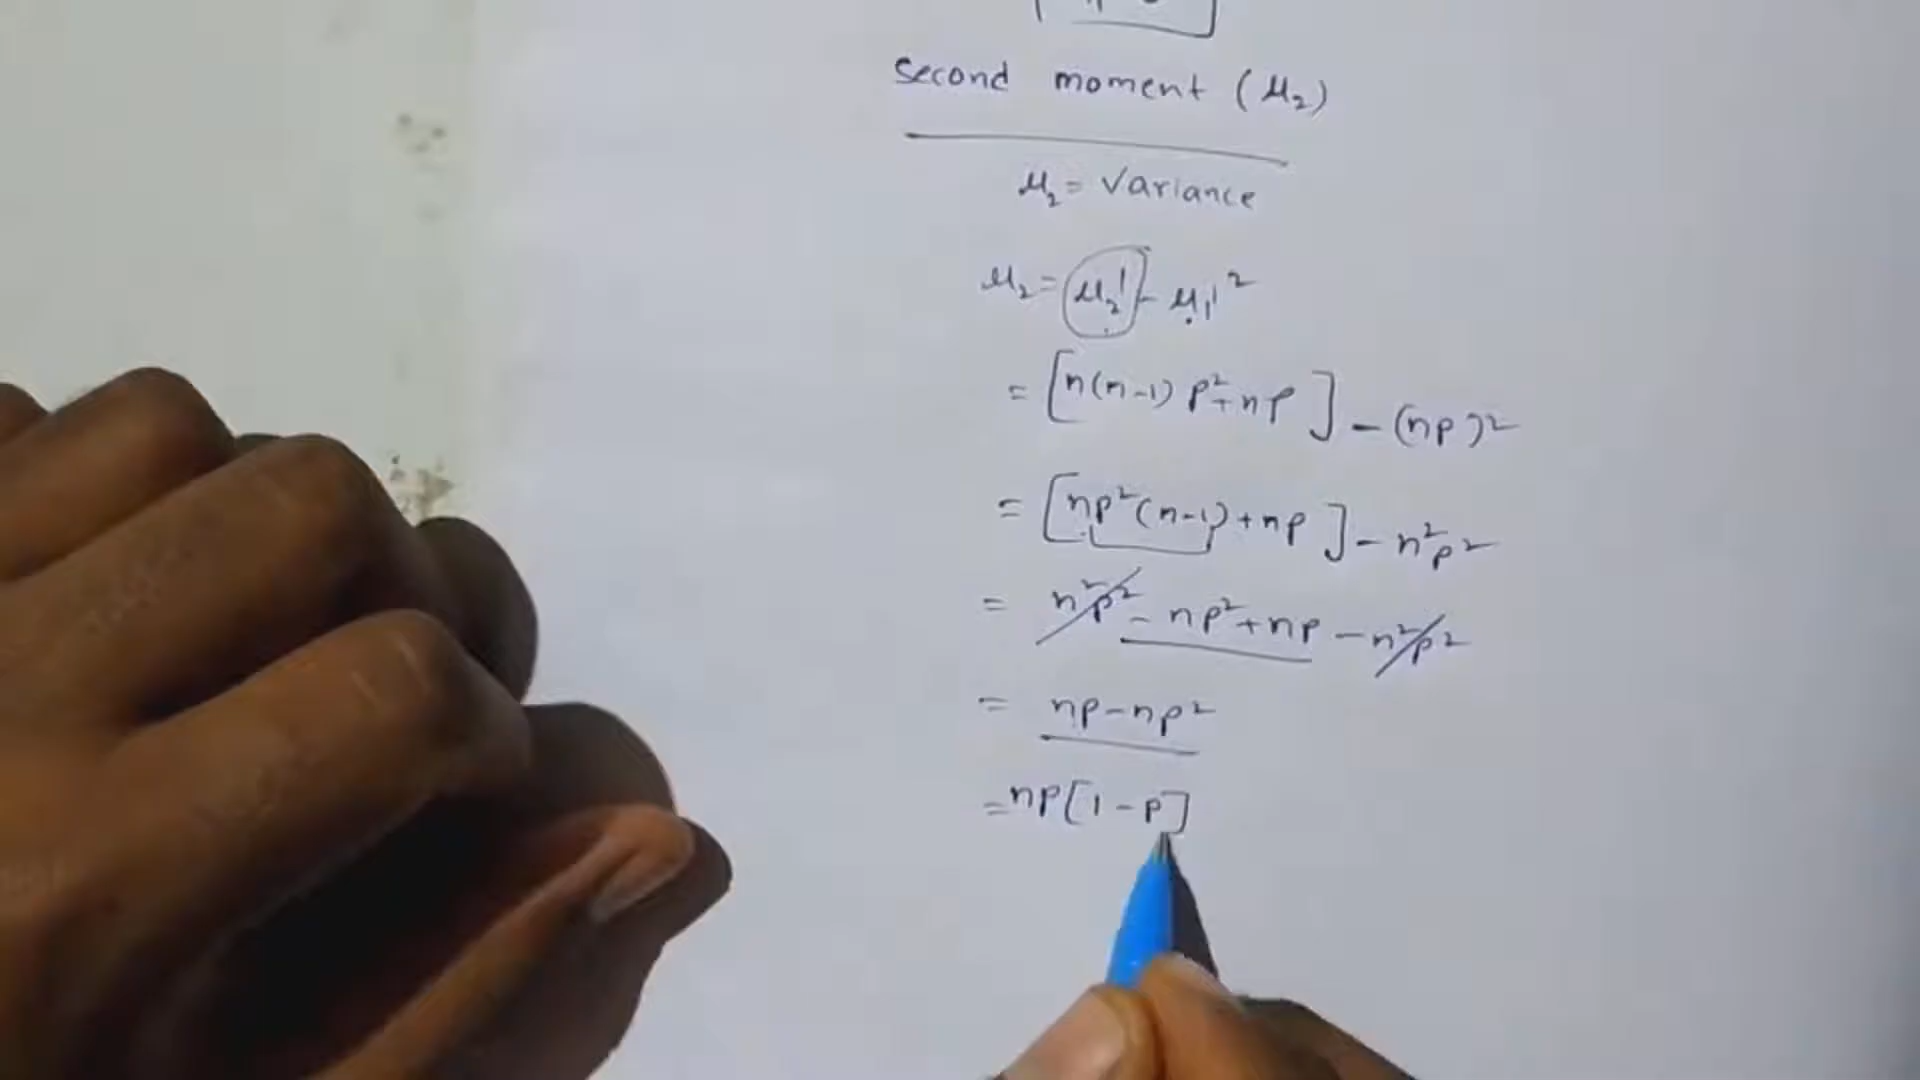 second moment (μ₂)
μ₂ = Variance
μ₂ = μ₂' - μ₁'²
= [n(n-1) p² + np] - (np)²
= [np²(n-1) + np] - n²p²
= n²p² - np² + np - n²p²
= np - np²
= np[1 - p]